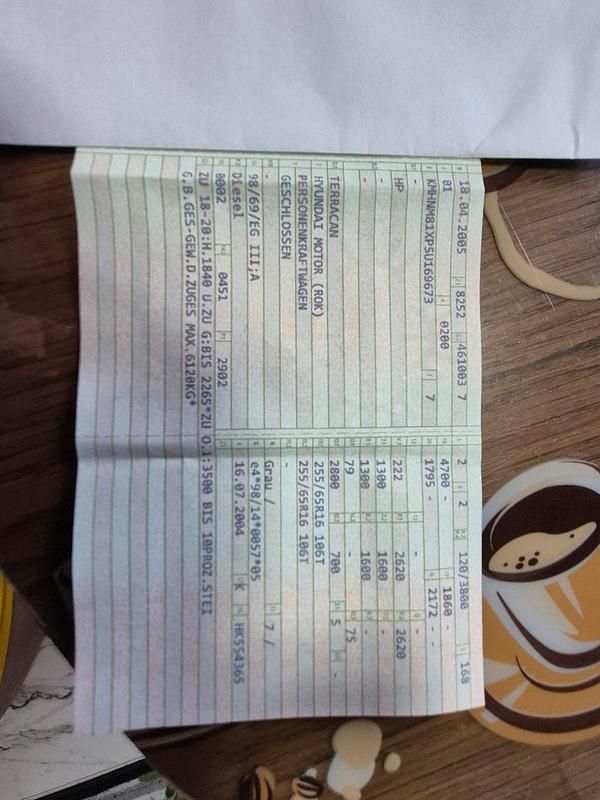 18.04.2005 8252 461003 7
01 0200
KMHNM81XP5U169673 7
-
HP
-
-
-
TERRACAN
HYUNDAI MOTOR (ROK)
PERSONENKRAFTWAGEN
GESCHLOSSEN
-
98/69/EG III;A
Diesel
0002 0451 2902
L 2 2 120/3800 168
4700 - 1860 -
1795 - 2172 -
- -
222 2620 2620
1300 1600 -
1300 1600 -
79 - 75
2800 700 5 -
255/65R16 106T
255/65R16 106T
-
Grau / 7 /
e4*98/14*0057*05
16.07.2004 K HK554365
ZU 18-20:H.1840 U.ZU G:BIS 2265*ZU O.1:3500 BIS 10PROZ.STEI
G.B.GES-GEW.D.ZUGES MAX.6120KG*